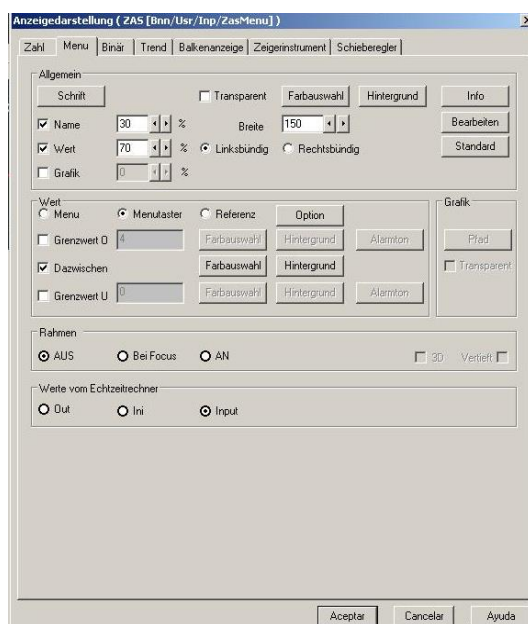 Anzeigedarstellung ( ZAS [Bnn/Usr/Inp/ZasMenu] )
Zahl Menu Binär Trend Balkenanzeige Zeigerinstrument Schieberegler
Allgemein
Schrift Transparent Farbauswahl Hintergrund Info
Name 30 % Breite 150 Bearbeiten
Wert 70 % Linksbündig Rechtsbündig Standard
Grafik 0 %
Wert Grafik
Menu Menutaster Referenz Option
Grenzwert O 4 Farbauswahl Hintergrund Alarmton Pfad
Dazwischen Farbauswahl Hintergrund Transparent
Grenzwert U 0 Farbauswahl Hintergrund Alarmton
Rahmen
AUS Bei Focus AN 3D Vertieft
Werte vom Echtzeitrechner
Out Ini Input
Aceptar Cancelar Ayuda